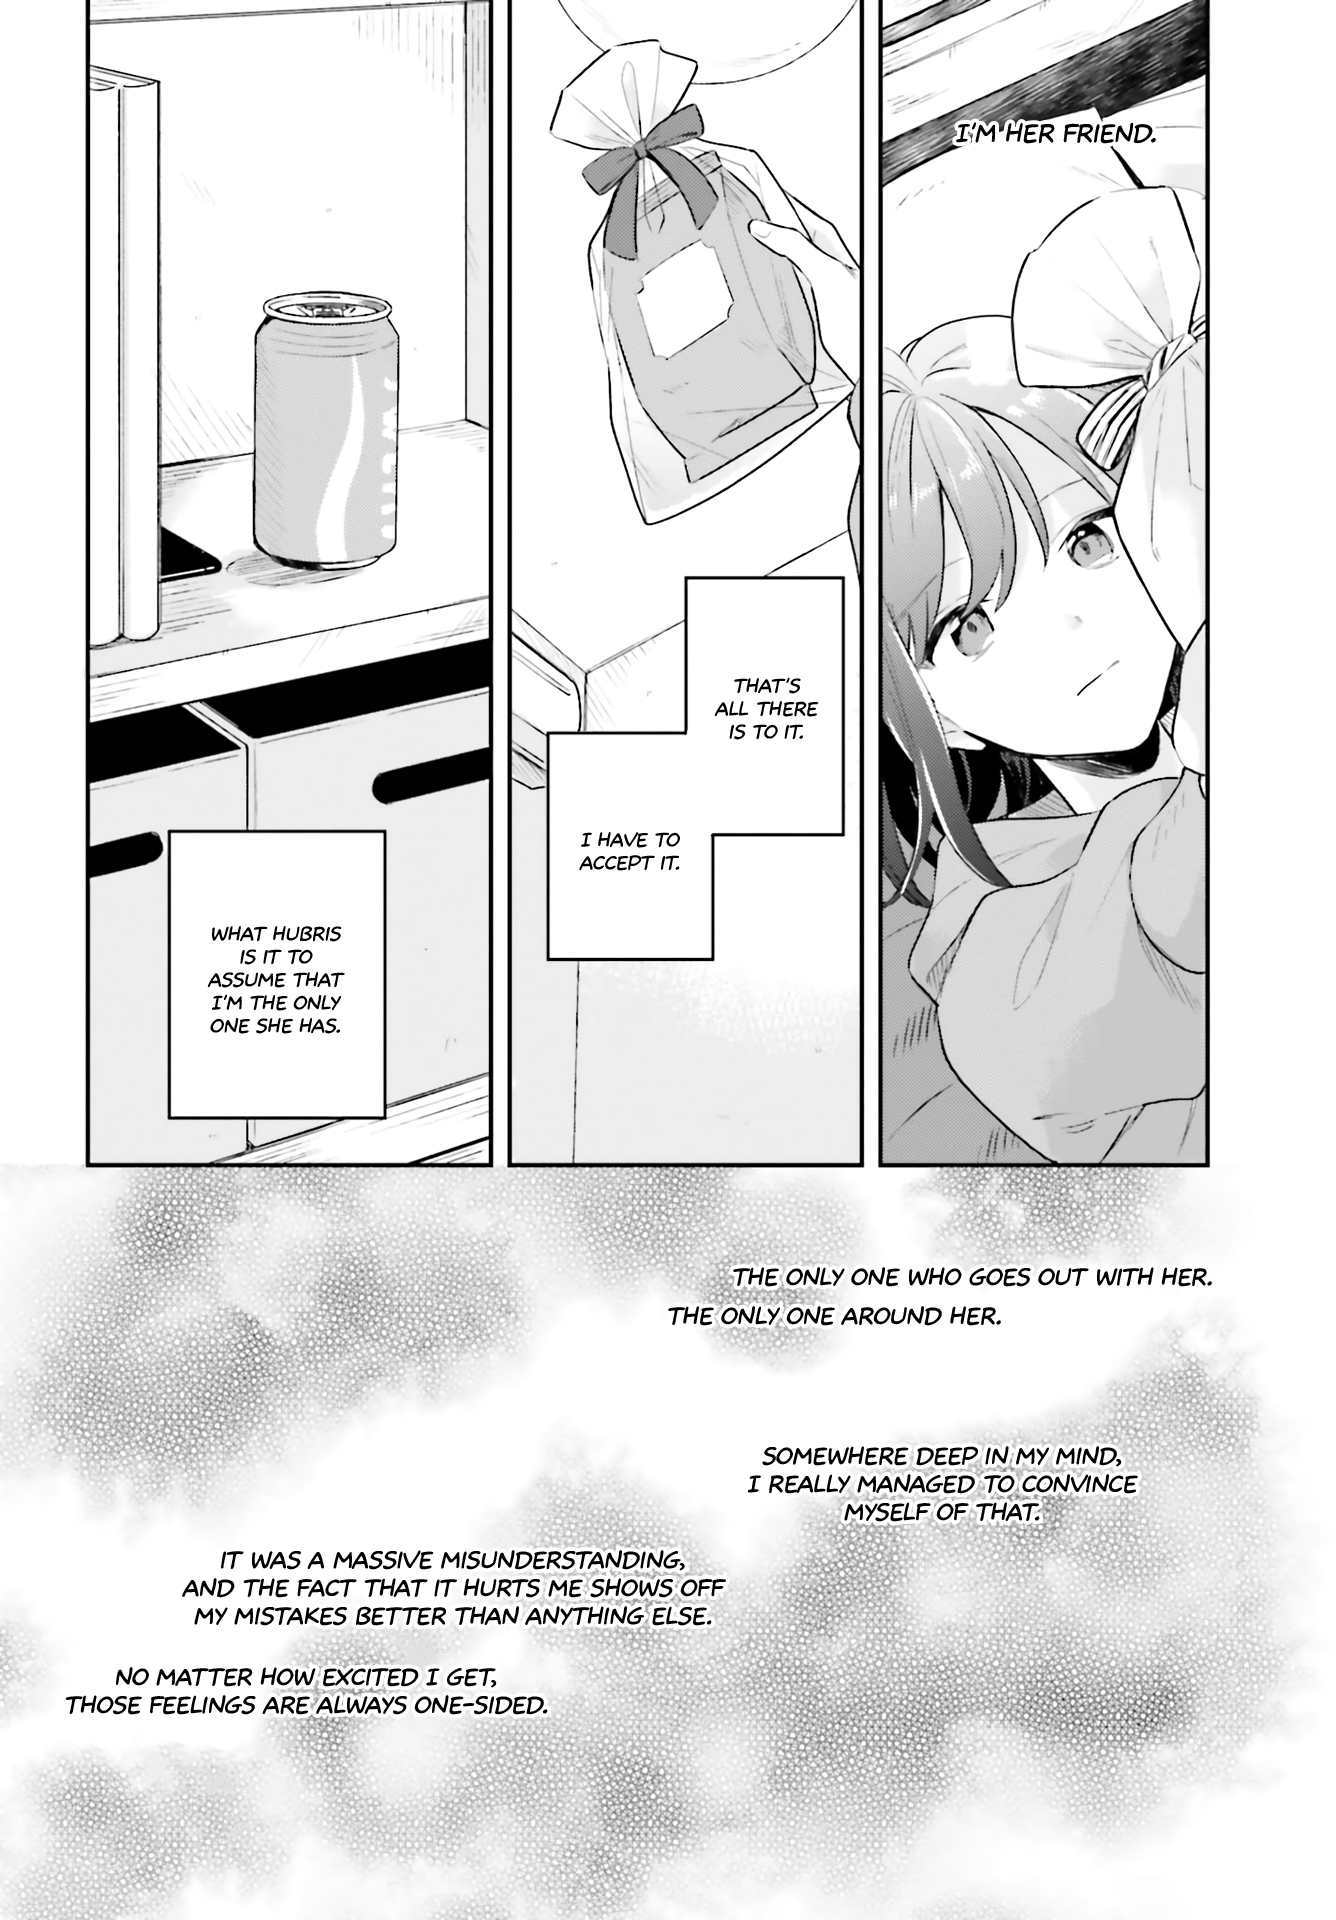 I'M HER FRIEND.
THAT'S
ALL THERE
IS TO IT.
I HAVE TO
ACCEPT IT.
WHAT HUBRIS
IS IT TO
ASSUME THAT
I'M THE ONLY
ONE SHE HAS.
THE ONLY ONE WHO GOES OUT WITH HER.
THE ONLY ONE AROUND HER.
SOMEWHERE DEEP IN MY MIND,
I REALLY MANAGED TO CONVINCE
MYSELF OF THAT.
IT WAS A MASSIVE MISUNDERSTANDING,
AND THE FACT THAT IT HURTS ME SHOWS OFF
MY MISTAKES BETTER THAN ANYTHING ELSE.
NO MATTER HOW EXCITED I GET,
THOSE FEELINGS ARE ALWAYS ONE-SIDED.